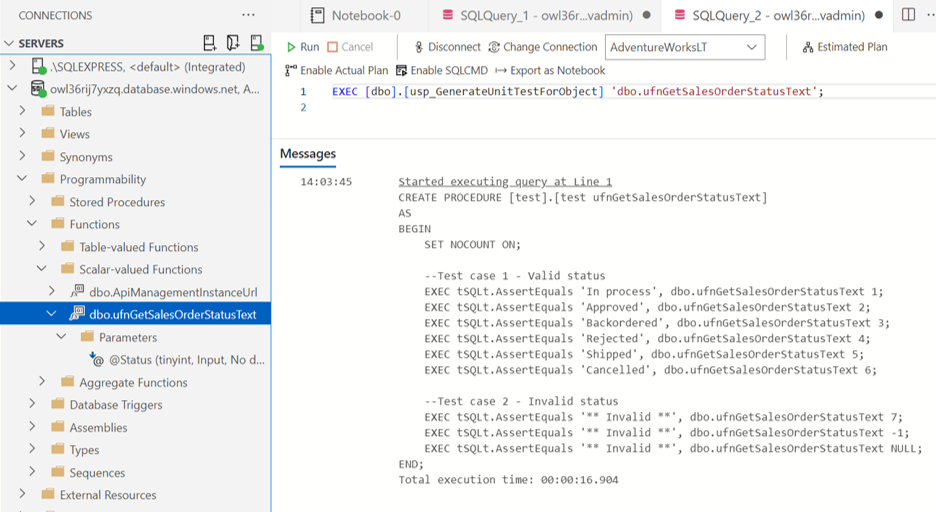 CONNECTIONS ···
SERVERS
.\SQLEXPRESS, <default> (Integrated)
owl36rij7yxzq.database.windows.net, A...
Tables
Views
Synonyms
Programmability
Stored Procedures
Functions
Table-valued Functions
Scalar-valued Functions
dbo.ApiManagementInstanceUrl
dbo.ufnGetSalesOrderStatusText
Parameters
@Status (tinyint, Input, No d...
Aggregate Functions
Database Triggers
Assemblies
Types
Sequences
External Resources
Notebook-0 SQLQuery_1 - owl36r...vadmin) ● SQLQuery_2 - owl36r...vadmin) ●
Run Cancel Disconnect Change Connection AdventureWorksLT Estimated Plan
Enable Actual Plan Enable SQLCMD Export as Notebook
1 EXEC [dbo].[usp_GenerateUnitTestForObject] 'dbo.ufnGetSalesOrderStatusText';
2
Messages
14:03:45 Started executing query at Line 1
CREATE PROCEDURE [test].[test ufnGetSalesOrderStatusText]
AS
BEGIN
SET NOCOUNT ON;
--Test case 1 - Valid status
EXEC tSQLt.AssertEquals 'In process', dbo.ufnGetSalesOrderStatusText 1;
EXEC tSQLt.AssertEquals 'Approved', dbo.ufnGetSalesOrderStatusText 2;
EXEC tSQLt.AssertEquals 'Backordered', dbo.ufnGetSalesOrderStatusText 3;
EXEC tSQLt.AssertEquals 'Rejected', dbo.ufnGetSalesOrderStatusText 4;
EXEC tSQLt.AssertEquals 'Shipped', dbo.ufnGetSalesOrderStatusText 5;
EXEC tSQLt.AssertEquals 'Cancelled', dbo.ufnGetSalesOrderStatusText 6;
--Test case 2 - Invalid status
EXEC tSQLt.AssertEquals '** Invalid **', dbo.ufnGetSalesOrderStatusText 7;
EXEC tSQLt.AssertEquals '** Invalid **', dbo.ufnGetSalesOrderStatusText -1;
EXEC tSQLt.AssertEquals '** Invalid **', dbo.ufnGetSalesOrderStatusText NULL;
END;
Total execution time: 00:00:16.904